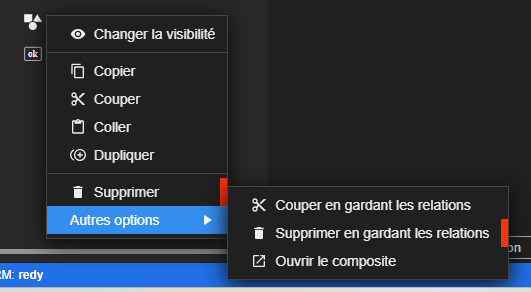 Changer la visibilité
ok
Copier
Couper
Coller
Dupliquer
Supprimer
Autres options
Couper en gardant les relations
Supprimer en gardant les relations
Ouvrir le composite
on
RM: redy